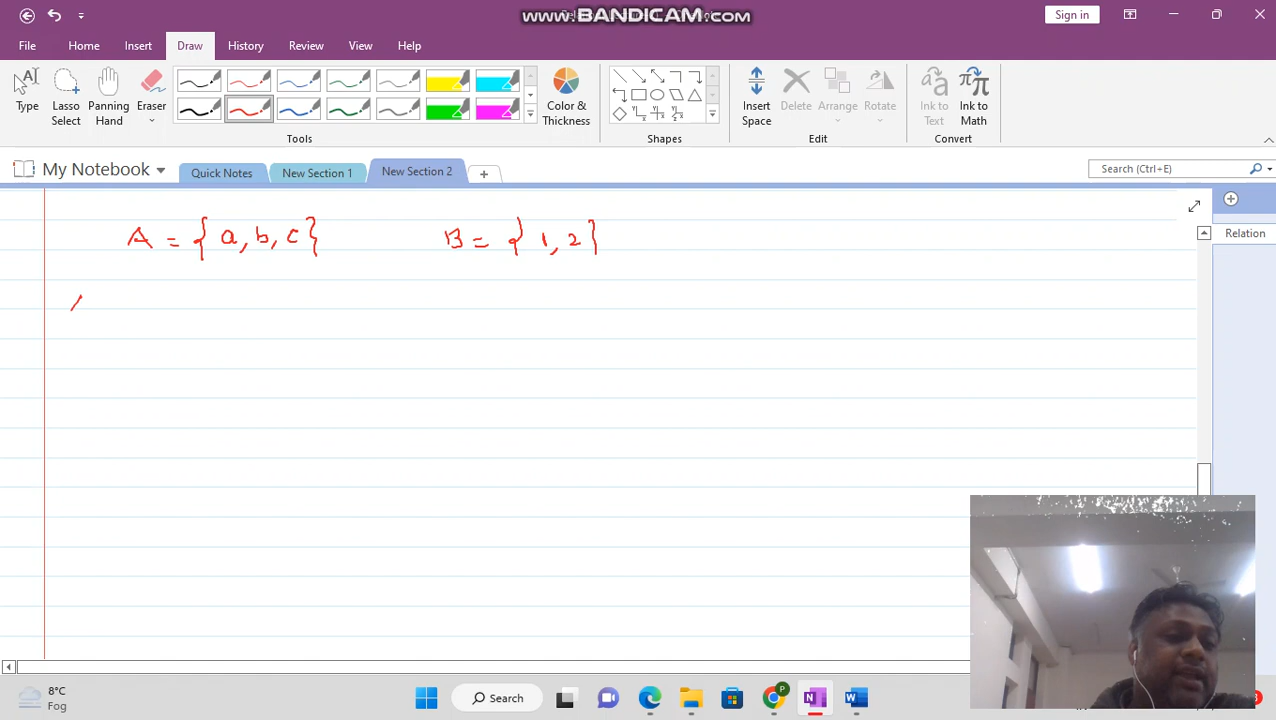 www.BANDICAM.com
Sign in
File Home Insert Draw History Review View Help
Type Lasso Select Panning Hand Eraser Color & Thickness Insert Space Delete Arrange Rotate Ink to Text Ink to Math
Tools Shapes Edit Convert
My Notebook Quick Notes New Section 1 New Section 2 Search (Ctrl+E)
Relation
A = { a, b, c } B = { 1, 2 }
8°C
Fog
Search